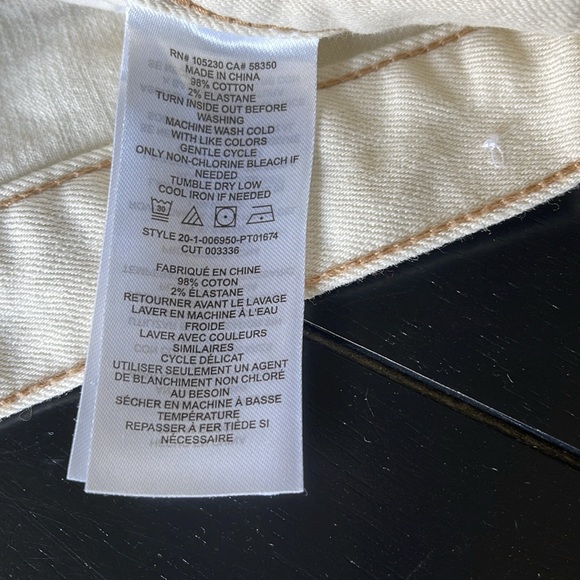 RN# 105230 CA# 58350
MADE IN CHINA
98% COTTON
2% ELASTANE
TURN INSIDE OUT BEFORE
WASHING
MACHINE WASH COLD
WITH LIKE COLORS
GENTLE CYCLE
ONLY NON-CHLORINE BLEACH IF
NEEDED
TUMBLE DRY LOW
COOL IRON IF NEEDED
30
STYLE 20-1-006950-PT01674
CUT 003336
FABRIQUÉ EN CHINE
98% COTON
2% ÉLASTANE
RETOURNER AVANT LE LAVAGE
LAVER EN MACHINE À L'EAU
FROIDE
LAVER AVEC COULEURS
SIMILAIRES
CYCLE DÉLICAT
UTILISER SEULEMENT UN AGENT
DE BLANCHIMENT NON CHLORÉ
AU BESOIN
SÉCHER EN MACHINE À BASSE
TEMPÉRATURE
REPASSER À FER TIÈDE SI
NÉCESSAIRE